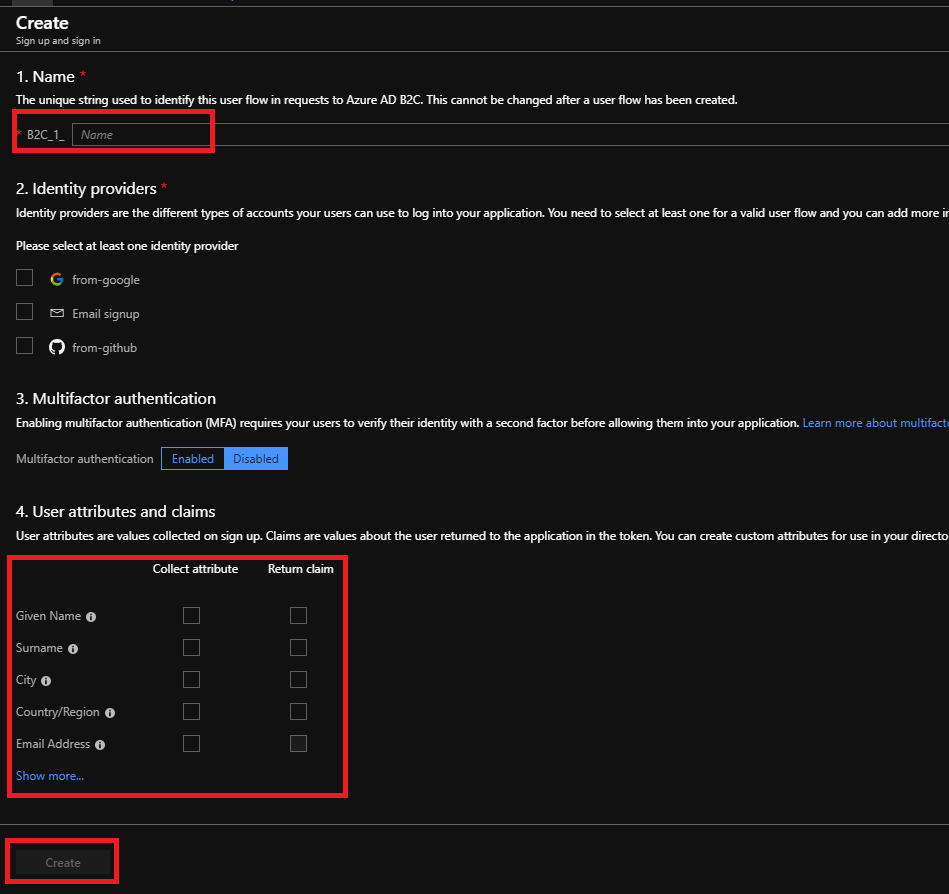 Create
Sign up and sign in
1. Name *
The unique string used to identify this user flow in requests to Azure AD B2C. This cannot be changed after a user flow has been created.
* B2C_1_ Name
2. Identity providers *
Identity providers are the different types of accounts your users can use to log into your application. You need to select at least one for a valid user flow and you can add more in
Please select at least one identity provider
from-google
Email signup
from-github
3. Multifactor authentication
Enabling multifactor authentication (MFA) requires your users to verify their identity with a second factor before allowing them into your application. Learn more about multifacto
Multifactor authentication Enabled Disabled
4. User attributes and claims
User attributes are values collected on sign up. Claims are values about the user returned to the application in the token. You can create custom attributes for use in your directo
Collect attribute Return claim
Given Name
Surname
City
Country/Region
Email Address
Show more...
Create